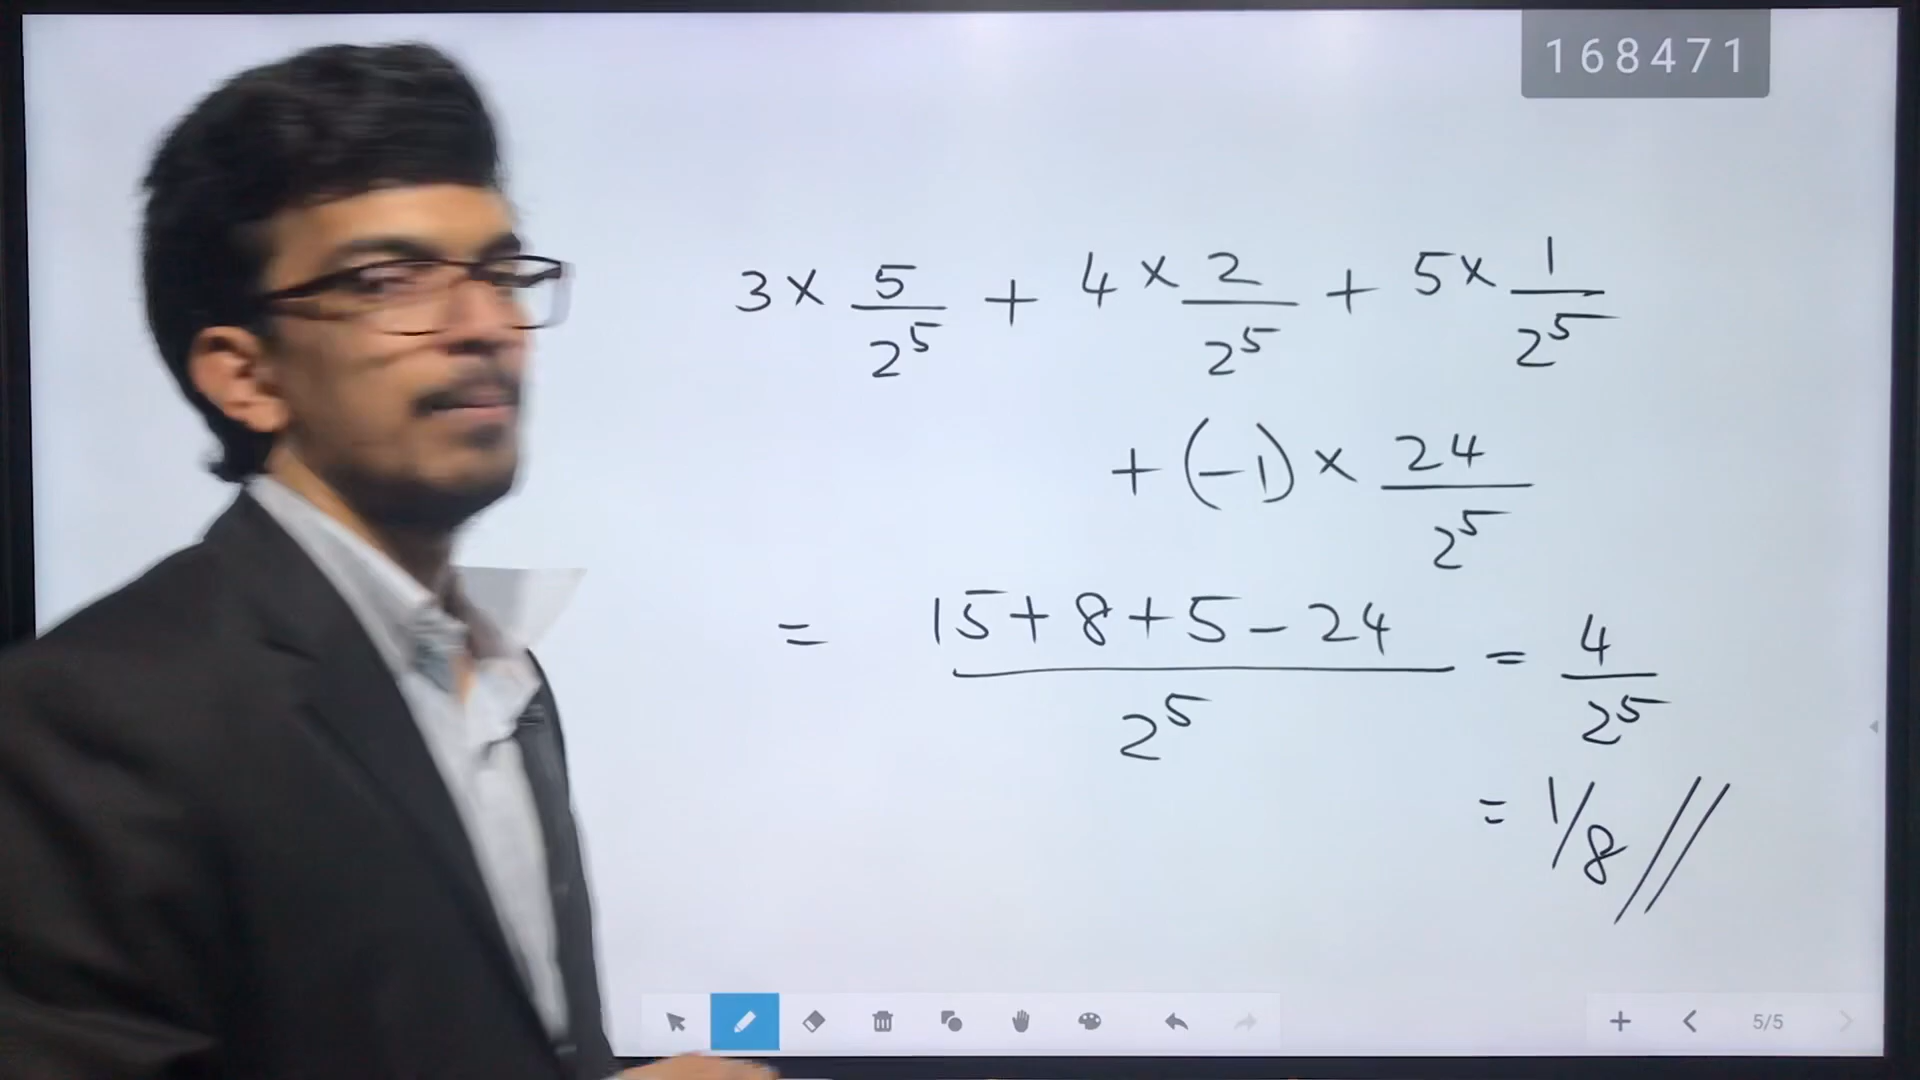 168471
3 × 5/2^5 + 4 × 2/2^5 + 5 × 1/2^5
+ (-1) × 24/2^5
= 15 + 8 + 5 - 24/2^5 = 4/2^5
= 1/8 //
5/5